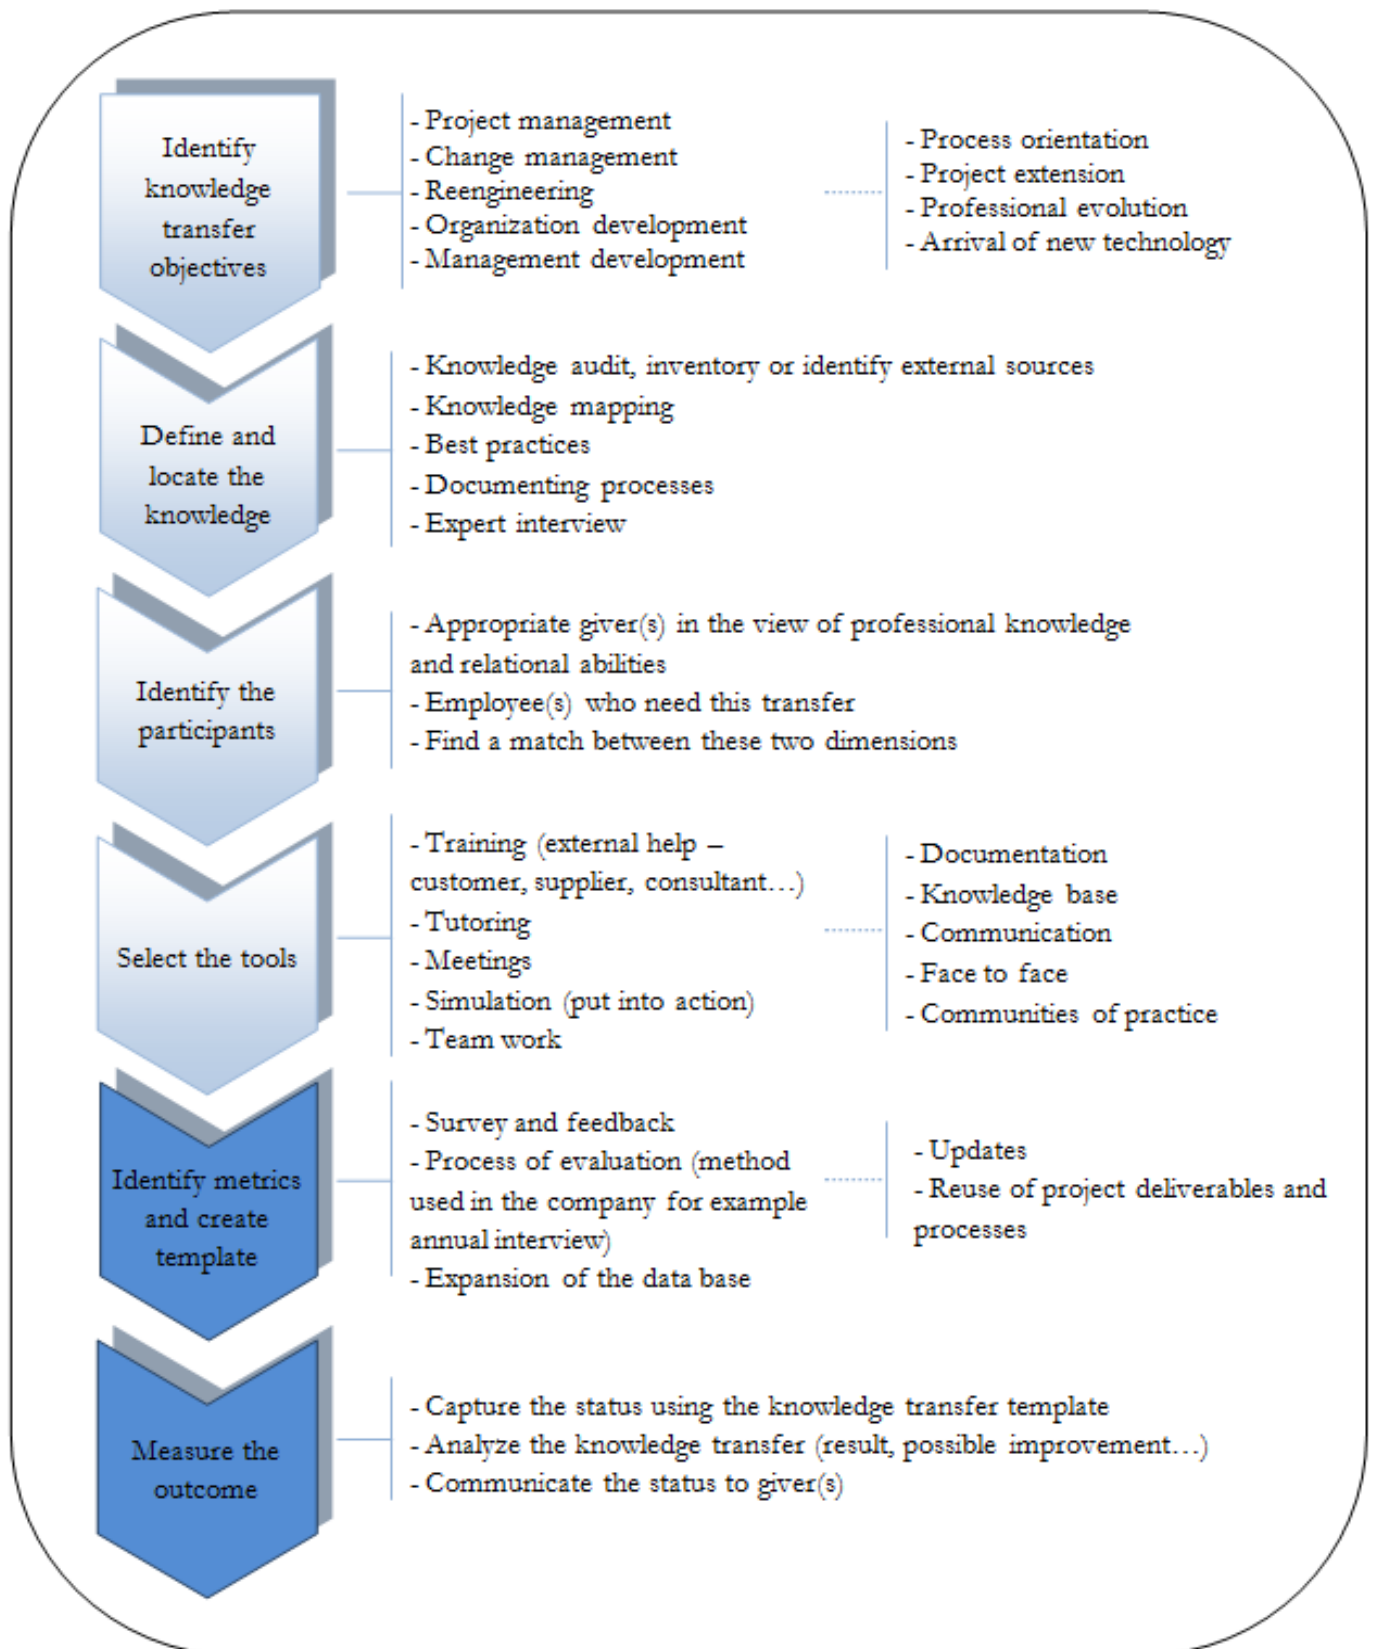 Identify
knowledge
transfer
objectives
- Project management
- Change management
- Reengineering
- Organization development
- Management development
- Process orientation
- Project extension
- Professional evolution
- Arrival of new technology
Define and
locate the
knowledge
- Knowledge audit, inventory or identify external sources
- Knowledge mapping
- Best practices
- Documenting processes
- Expert interview
Identify the
participants
- Appropriate giver(s) in the view of professional knowledge
and relational abilities
- Employee(s) who need this transfer
- Find a match between these two dimensions
Select the tools
- Training (external help –
customer, supplier, consultant…)
- Tutoring
- Meetings
- Simulation (put into action)
- Team work
- Documentation
- Knowledge base
- Communication
- Face to face
- Communities of practice
Identify metrics
and create
template
- Survey and feedback
- Process of evaluation (method
used in the company for example
annual interview)
- Expansion of the data base
- Updates
- Reuse of project deliverables and
processes
Measure the
outcome
- Capture the status using the knowledge transfer template
- Analyze the knowledge transfer (result, possible improvement…)
- Communicate the status to giver(s)